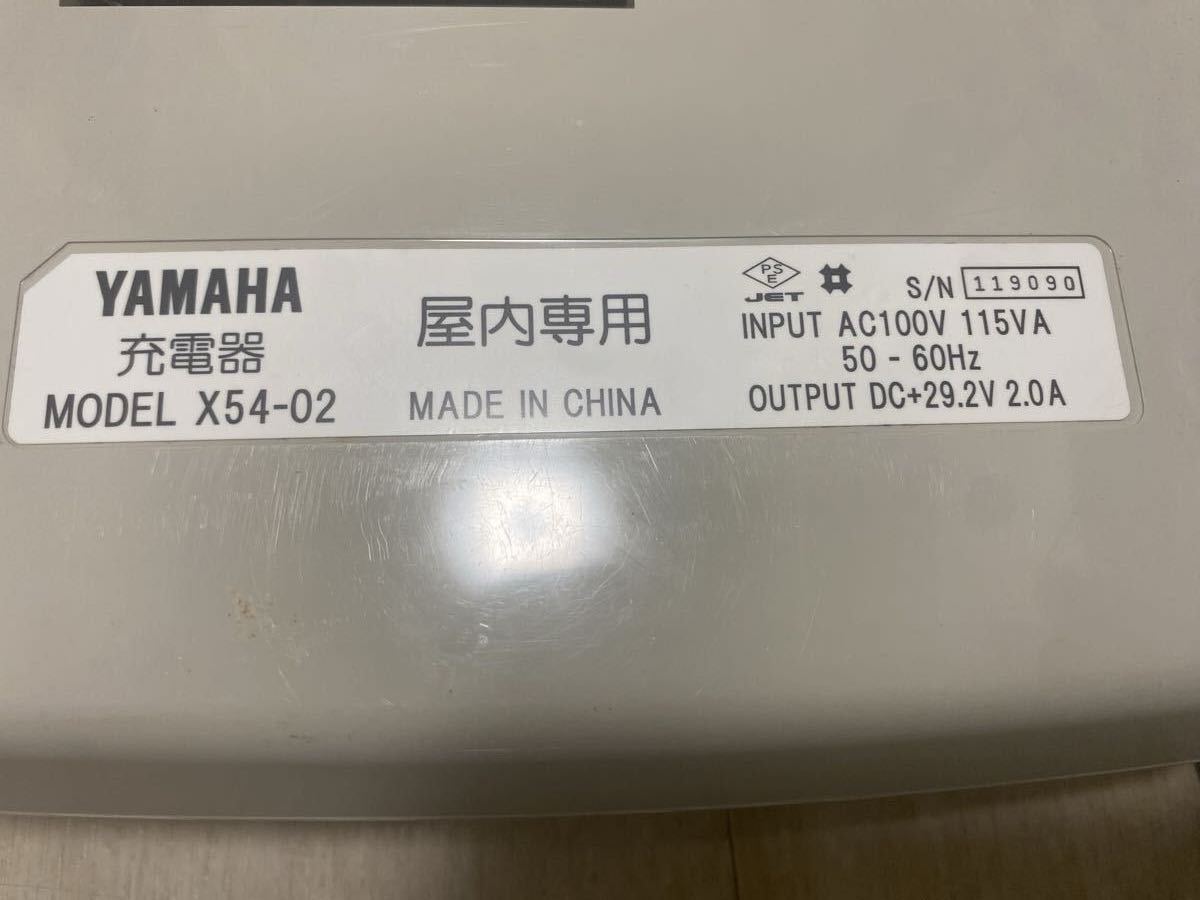 YAMAHA
充電器
MODEL X54-02
屋内専用
MADE IN CHINA
PS
E
JET
S/N 119090
INPUT AC100V 115VA
50 - 60Hz
OUTPUT DC+29.2V 2.0A